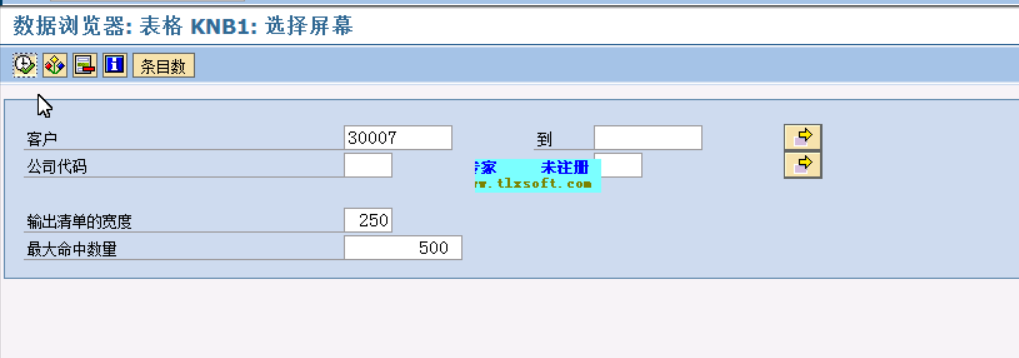 数据浏览器: 表格 KNB1: 选择屏幕
条目数
客户 30007 到
公司代码
专家 未注册
www.tlxsoft.com
输出清单的宽度 250
最大命中数量 500